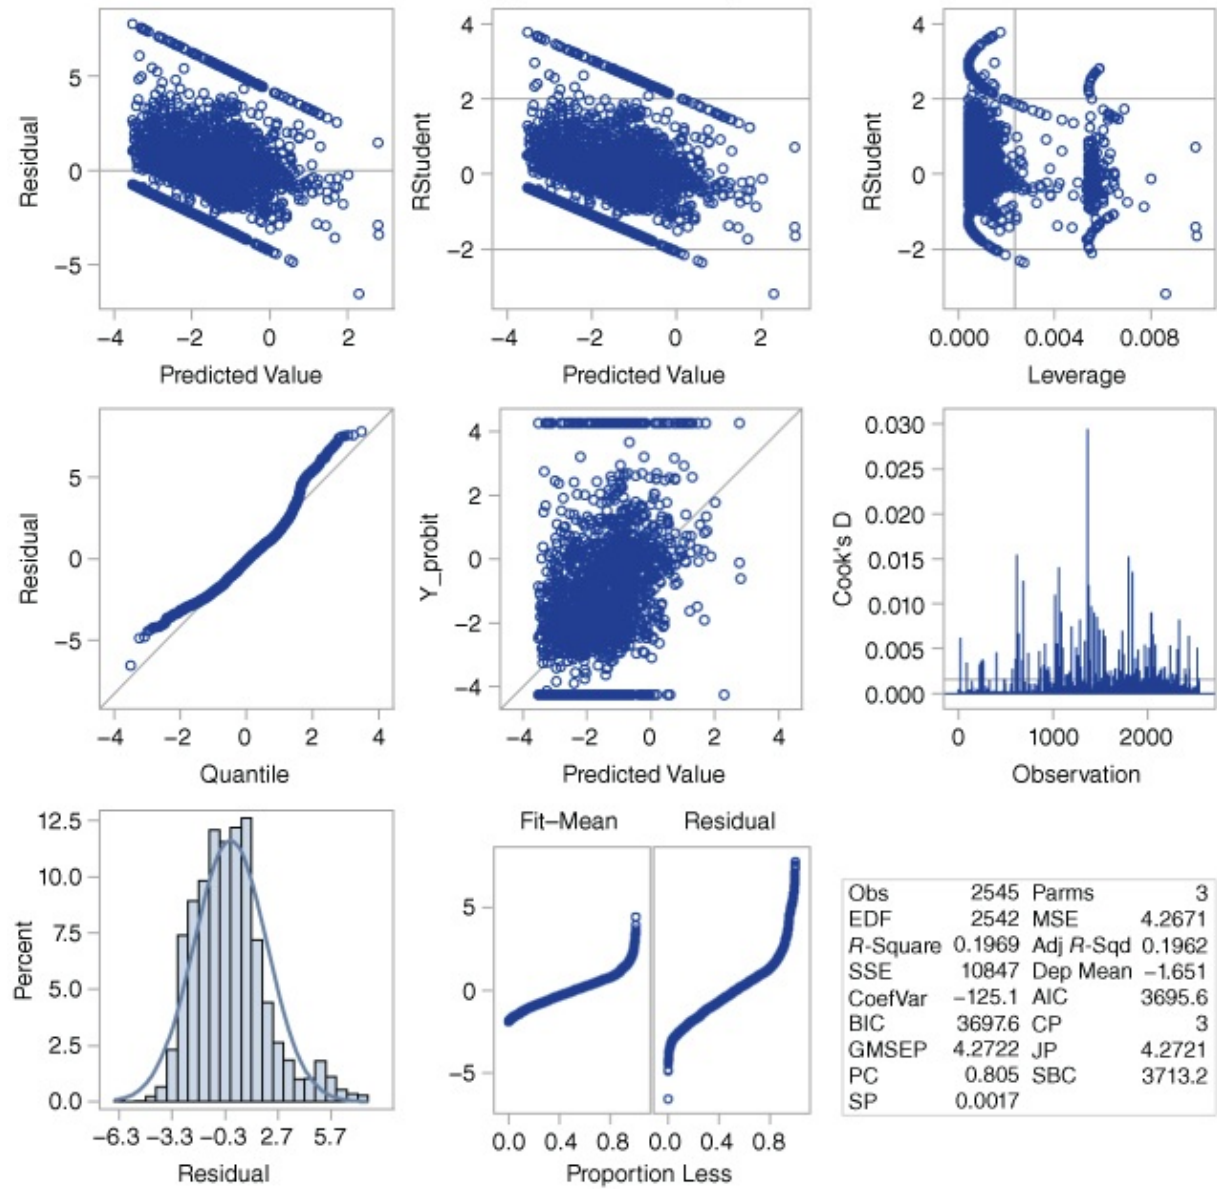 Residual
5
0
−5
−4 −2 0 2
Predicted Value
RStudent
4
2
0
−2
−4 −2 0 2
Predicted Value
RStudent
4
2
0
−2
0.000 0.004 0.008
Leverage
Residual
5
0
−5
−4 −2 0 2 4
Quantile
Y_probit
4
2
0
−2
−4
−4 −2 0 2 4
Predicted Value
Cook's D
0.030
0.025
0.020
0.015
0.010
0.005
0.000
0 1000 2000
Observation
Percent
12.5
10.0
7.5
5.0
2.5
0.0
−6.3 −3.3 −0.3 2.7 5.7
Residual
Fit–Mean Residual
5
0
−5
0.0 0.4 0.8 0.0 0.4 0.8
Proportion Less
Obs 2545 Parms 3
EDF 2542 MSE 4.2671
R-Square 0.1969 Adj R-Sqd 0.1962
SSE 10847 Dep Mean −1.651
CoefVar −125.1 AIC 3695.6
BIC 3697.6 CP 3
GMSEP 4.2722 JP 4.2721
PC 0.805 SBC 3713.2
SP 0.0017